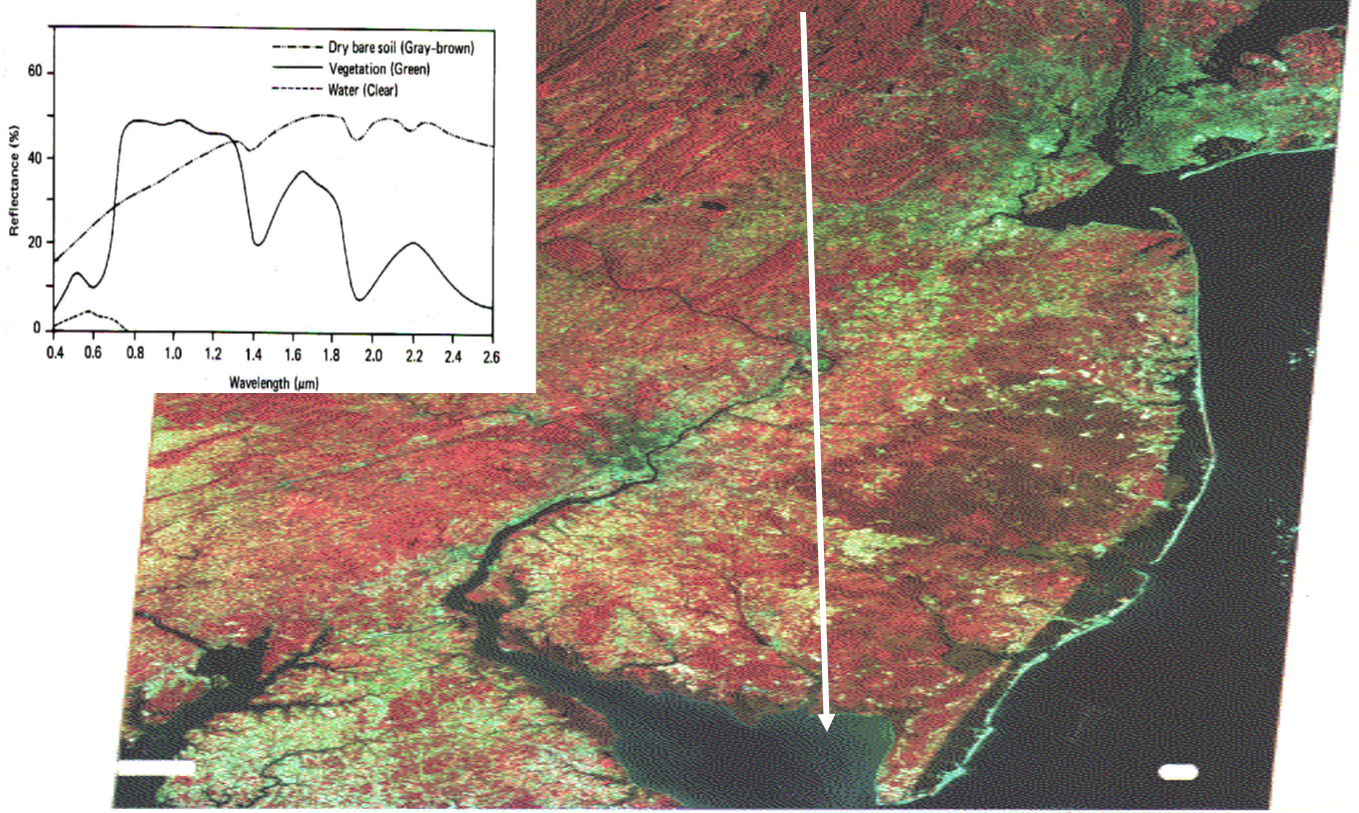 Dry bare soil (Gray-brown)
Vegetation (Green)
Water (Clear)
60
40
20
0
Reflectance (%)
0.4 0.6 0.8 1.0 1.2 1.4 1.6 1.8 2.0 2.2 2.4 2.6
Wavelength (μm)